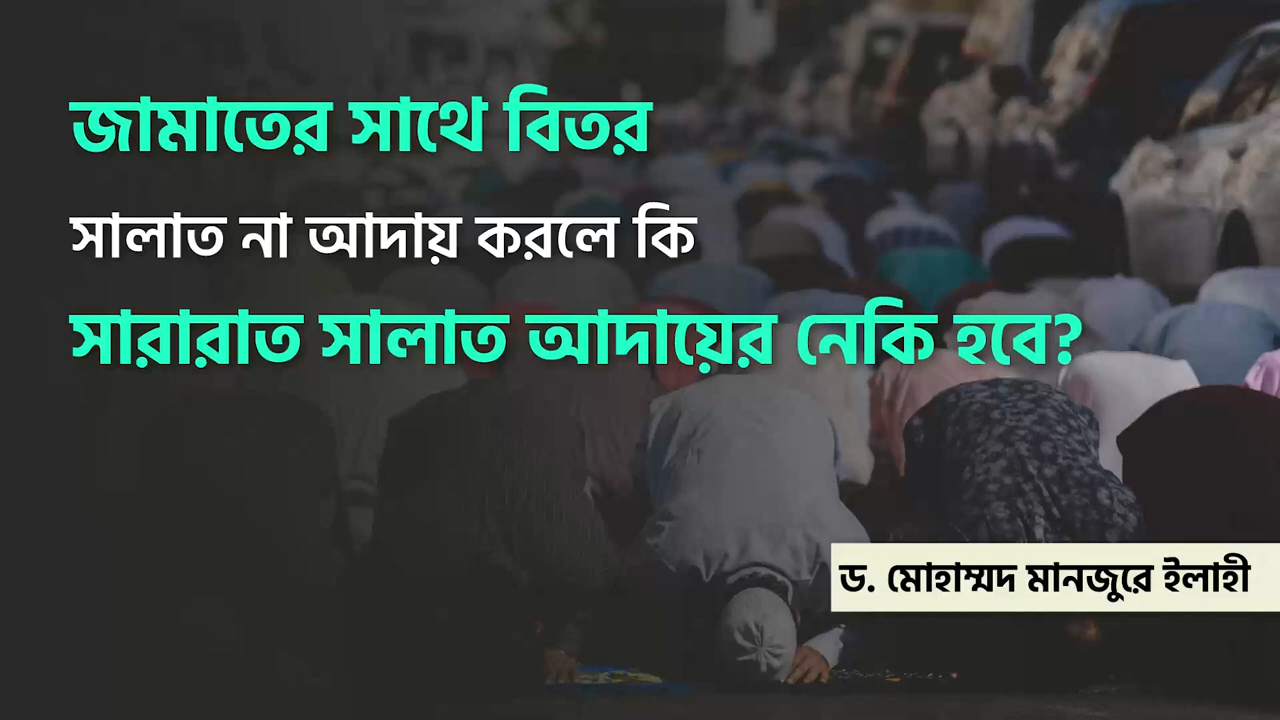 জামাতের সাথে বিতর
সালাত না আদায় করলে কি
সারারাত সালাত আদায়ের নেকি হবে?
ড. মোহাম্মদ মানজুরে ইলাহী